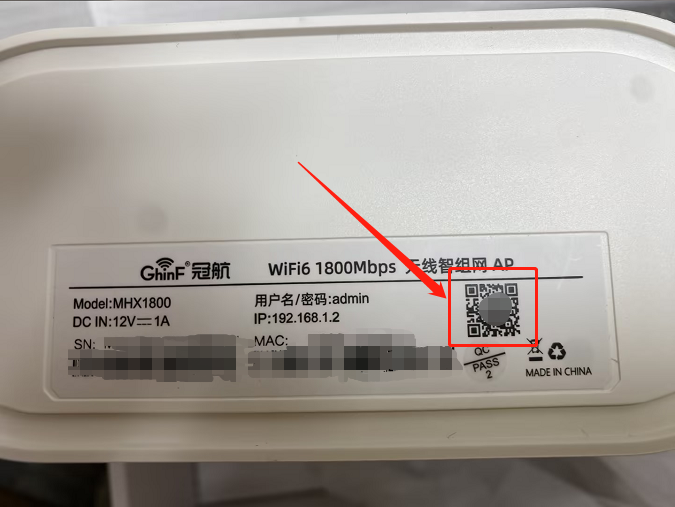 GhinF® 冠航
WiFi6 1800Mbps 无线智组网 AP
Model:MHX1800
用户名/密码:admin
DC IN:12V⎓1A
IP:192.168.1.2
SN:
MAC:
QC
PASS
2
MADE IN CHINA